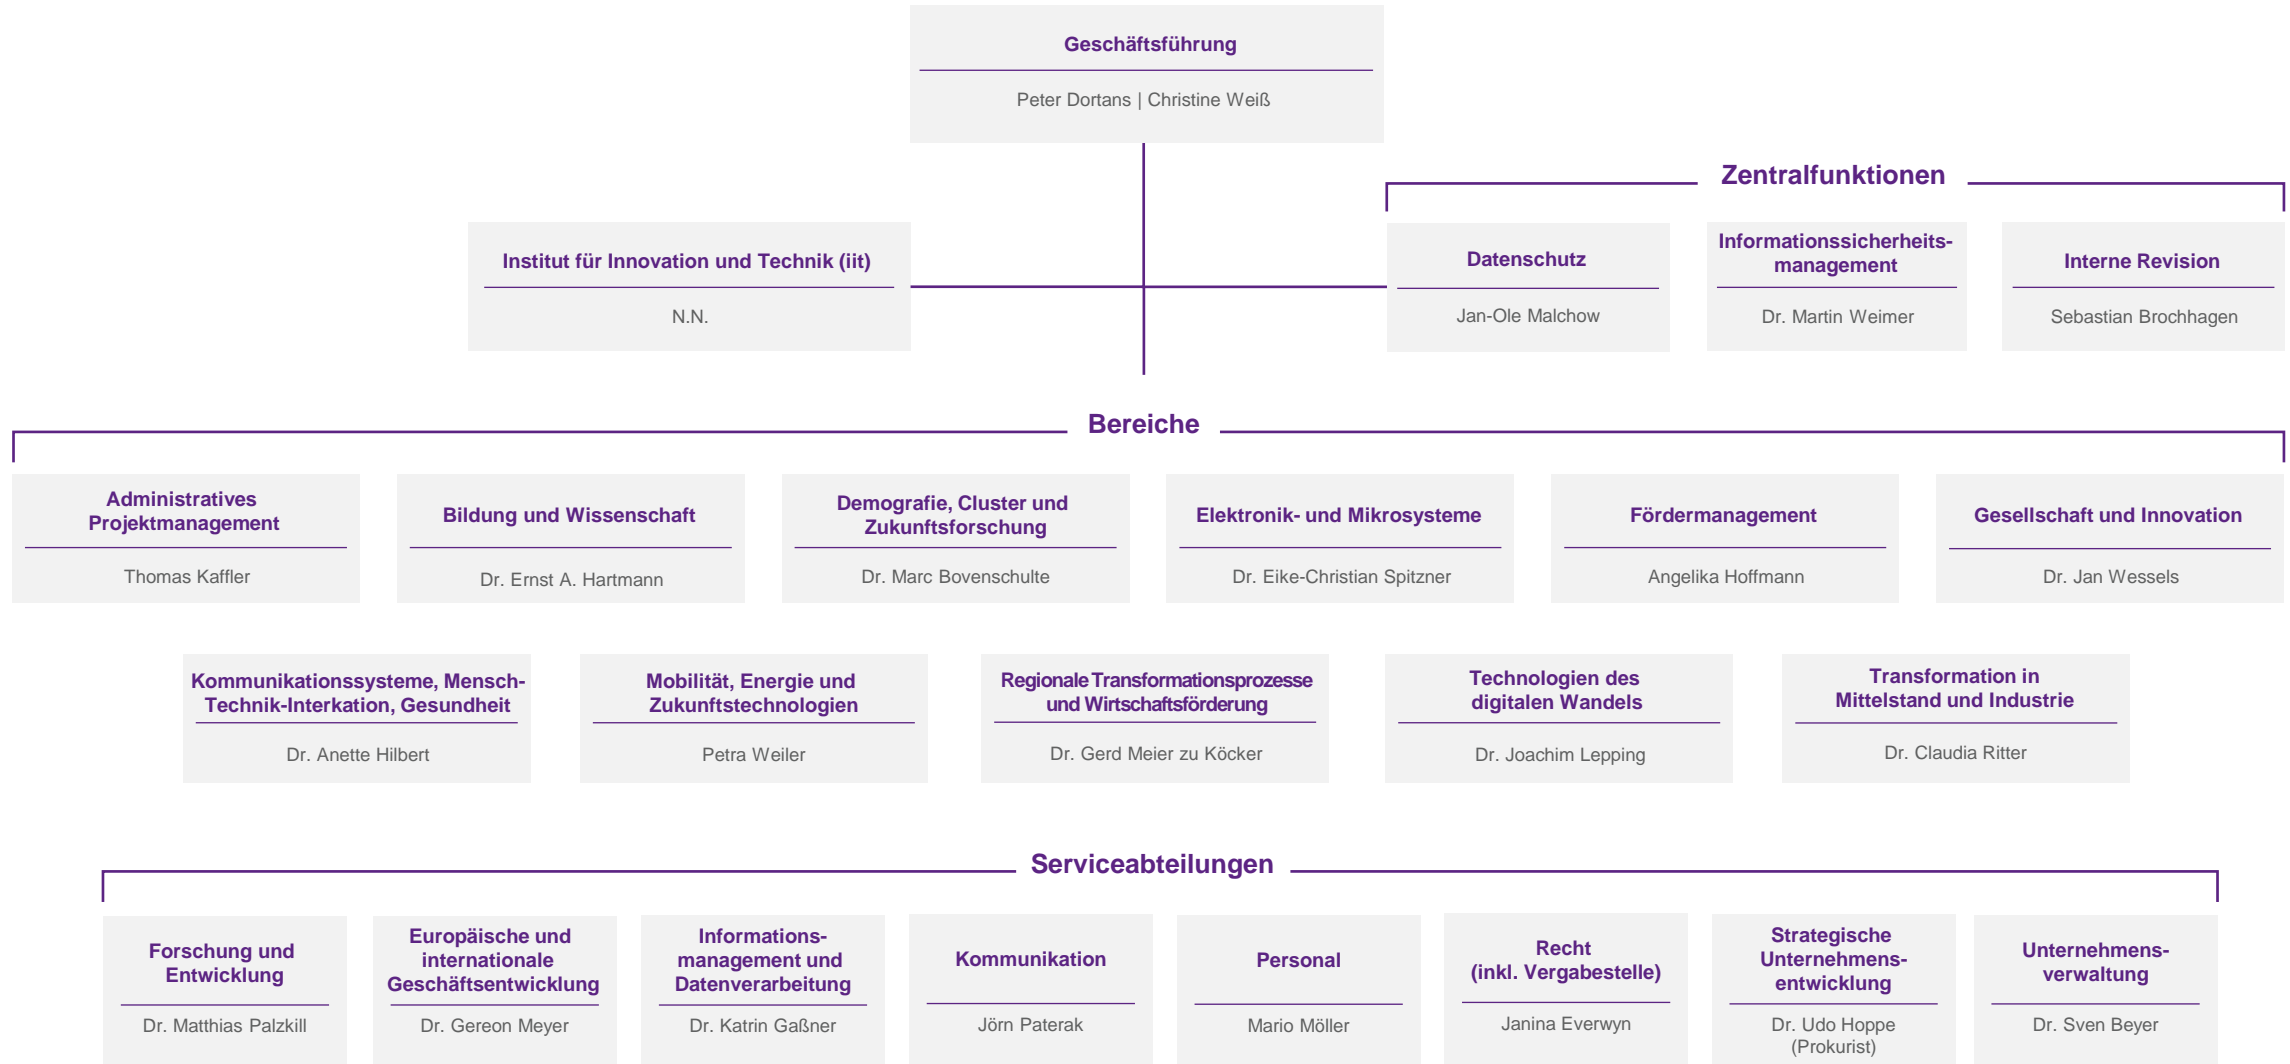 Geschäftsführung
Peter Dortans | Christine Weiß
Zentralfunktionen
Institut für Innovation und Technik (iit)
N.N.
Datenschutz
Jan-Ole Malchow
Informationssicherheits-
management
Dr. Martin Weimer
Interne Revision
Sebastian Brochhagen
Bereiche
Administratives
Projektmanagement
Thomas Kaffler
Bildung und Wissenschaft
Dr. Ernst A. Hartmann
Demografie, Cluster und
Zukunftsforschung
Dr. Marc Bovenschulte
Elektronik- und Mikrosysteme
Dr. Eike-Christian Spitzner
Fördermanagement
Angelika Hoffmann
Gesellschaft und Innovation
Dr. Jan Wessels
Kommunikationssysteme, Mensch-
Technik-Interkation, Gesundheit
Dr. Anette Hilbert
Mobilität, Energie und
Zukunftstechnologien
Petra Weiler
Regionale Transformationsprozesse
und Wirtschaftsförderung
Dr. Gerd Meier zu Köcker
Technologien des
digitalen Wandels
Dr. Joachim Lepping
Transformation in
Mittelstand und Industrie
Dr. Claudia Ritter
Serviceabteilungen
Forschung und
Entwicklung
Dr. Matthias Palzkill
Europäische und
internationale
Geschäftsentwicklung
Dr. Gereon Meyer
Informations-
management und
Datenverarbeitung
Dr. Katrin Gaßner
Kommunikation
Jörn Paterak
Personal
Mario Möller
Recht
(inkl. Vergabestelle)
Janina Everwyn
Strategische
Unternehmens-
entwicklung
Dr. Udo Hoppe
(Prokurist)
Unternehmens-
verwaltung
Dr. Sven Beyer